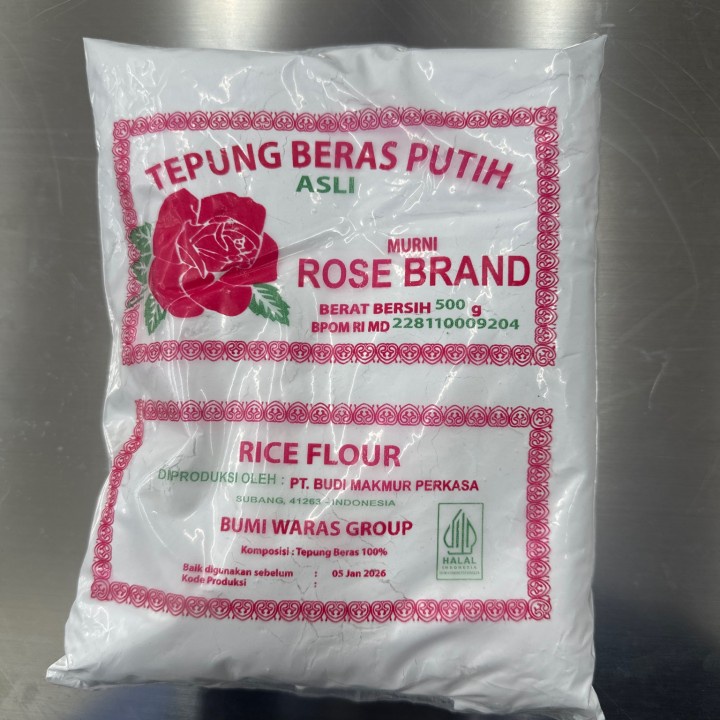 TEPUNG BERAS PUTIH
ASLI
MURNI
ROSE BRAND
BERAT BERSIH 500 g
BPOM RI MD 228110009204
RICE FLOUR
DIPRODUKSI OLEH : PT. BUDI MAKMUR PERKASA
SUBANG, 41263 - INDONESIA
BUMI WARAS GROUP
Komposisi : Tepung Beras 100%
Baik digunakan sebelum : 05 Jan 2026
Kode Produksi :
HALAL
INDONESIA